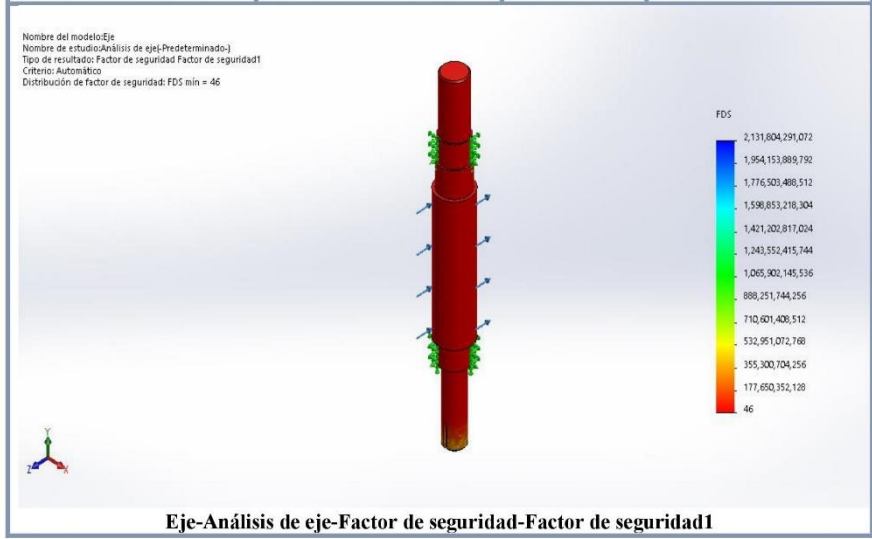 Nombre del modelo:Eje
Nombre de estudio:Análisis de eje(-Predeterminado-)
Tipo de resultado: Factor de seguridad Factor de seguridad1
Criterio: Automático
Distribución de factor de seguridad: FDS mín = 46
FDS
2,131,804,291,072
1,954,153,889,792
1,776,503,488,512
1,598,853,218,304
1,421,202,817,024
1,243,552,415,744
1,065,902,145,536
888,251,744,256
710,601,408,512
532,951,072,768
355,300,704,256
177,650,352,128
46
Y
Z
X
Eje-Análisis de eje-Factor de seguridad-Factor de seguridad1